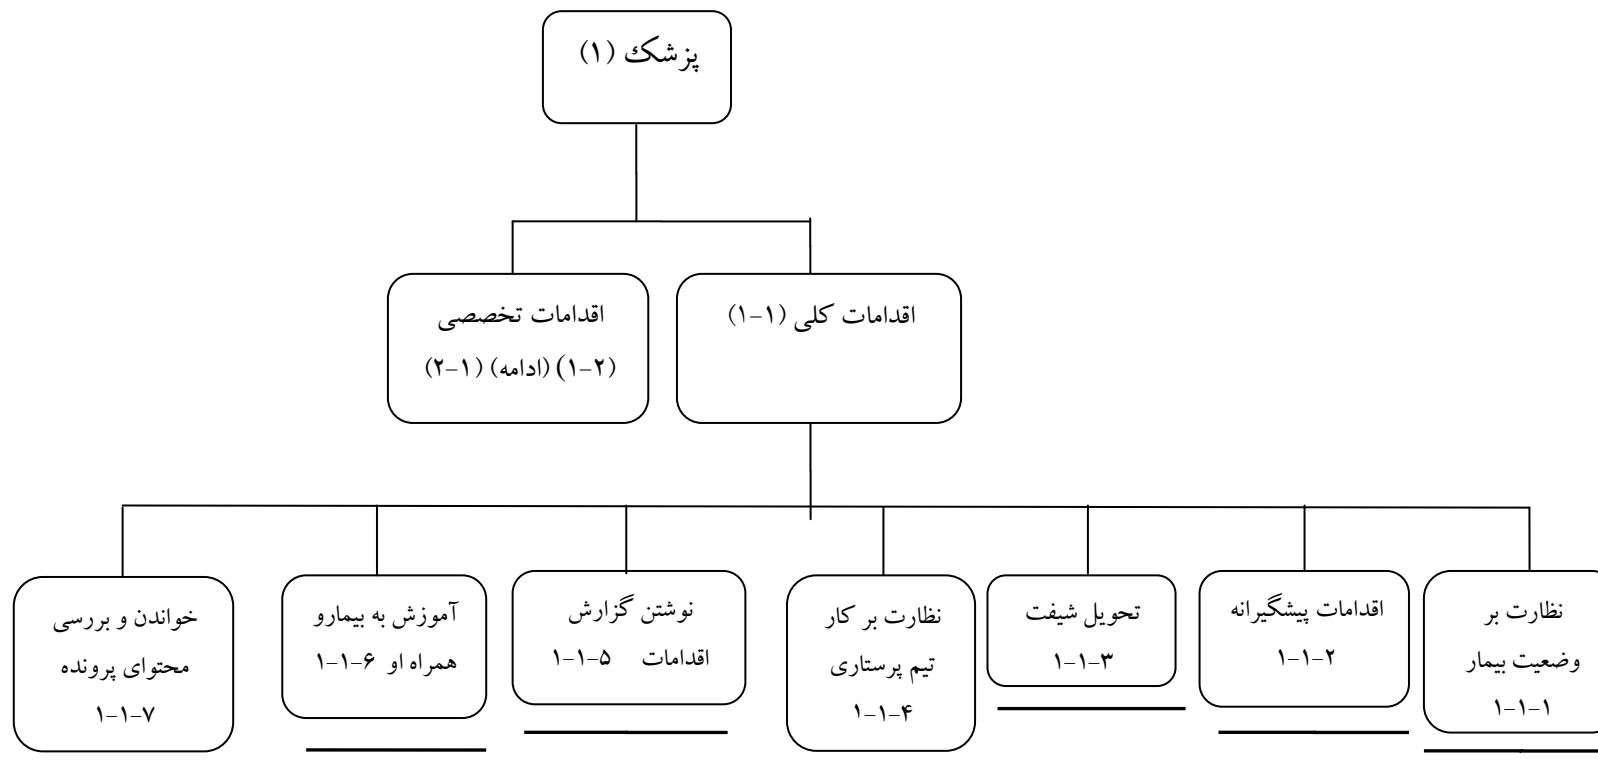 پزشک (۱)
اقدامات کلی (۱-۱)
اقدامات تخصصی
(۱-۲) (ادامه) (۱-۲)
نظارت بر
وضعیت بیمار
۱-۱-۱
اقدامات پیشگیرانه
۱-۱-۲
تحویل شیفت
۱-۱-۳
نظارت بر کار
تیم پرستاری
۱-۱-۴
نوشتن گزارش
اقدامات ۱-۱-۵
آموزش به بیمارو
همراه او ۱-۱-۶
خواندن و بررسی
محتوای پرونده
۱-۱-۷